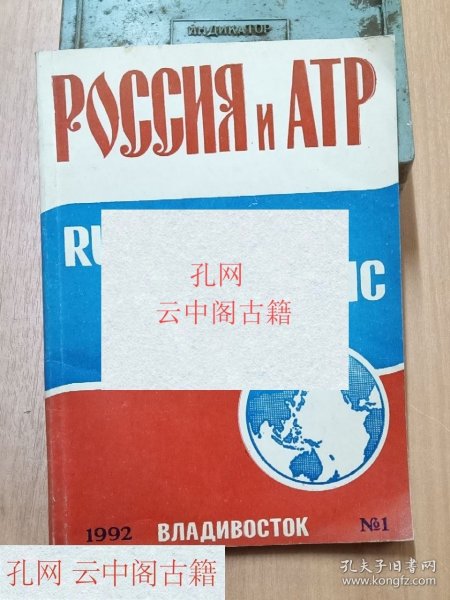 ИНДИКАТОР
РОССИЯ и АТР
RU
IC
孔网
云中阁古籍
1992 ВЛАДИВОСТОК №1
孔网 云中阁古籍
孔夫子旧书网
www.kongfz.com